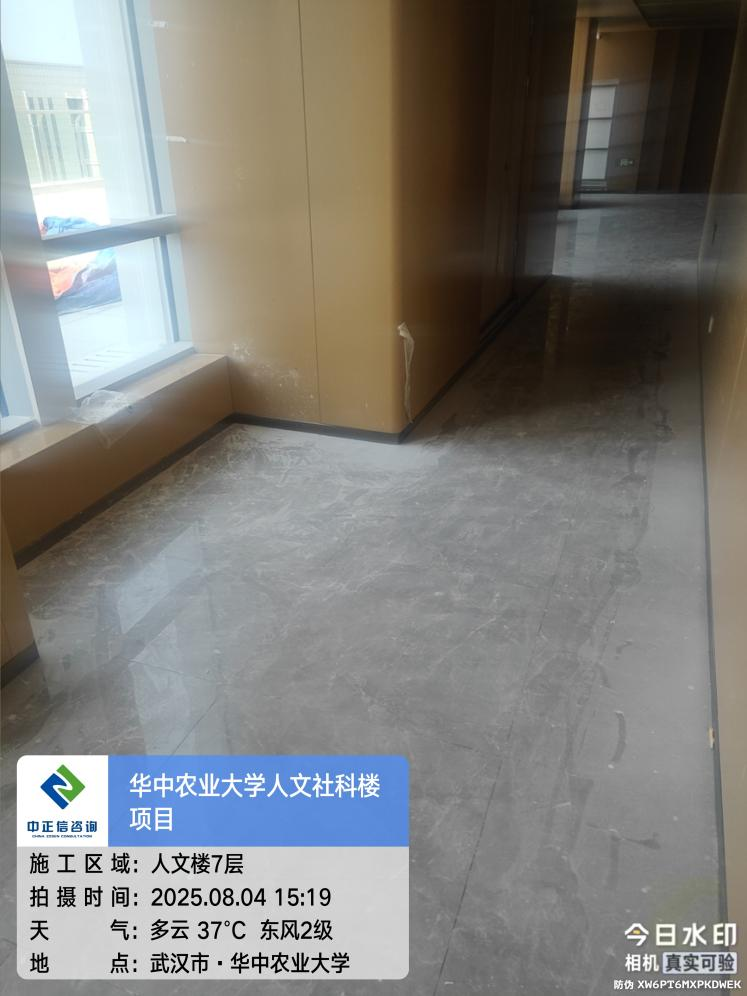 中正信咨询
CHINA ZOSIN CONSULTATION
华中农业大学人文社科楼
项目
施工区域：人文楼7层
拍摄时间：2025.08.04 15:19
天气：多云 37°C 东风2级
地点：武汉市·华中农业大学
今日水印
相机 真实可验
防伪 XW6PT6MXPKDWEK